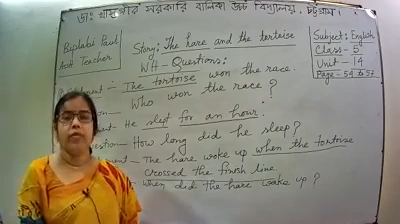 ডাঃ খাস্তগীর সরকারি বালিকা উচ্চ বিদ্যালয়, চট্টগ্রাম।
Biplabi Paul
Asst Teacher
Story: The hare and the tortoise
Subject: English
Class - 5
Unit - 14
Page - 54 to 57
WH - Questions:
The tortoise won the race.
Who won the race?
He slept for an hour.
How long did he sleep?
The hare woke up when the tortoise
crossed the finish line.
When did the hare wake up?